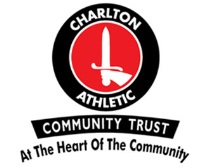 CHARLTON
ATHLETIC
COMMUNITY TRUST
At The Heart Of The Community